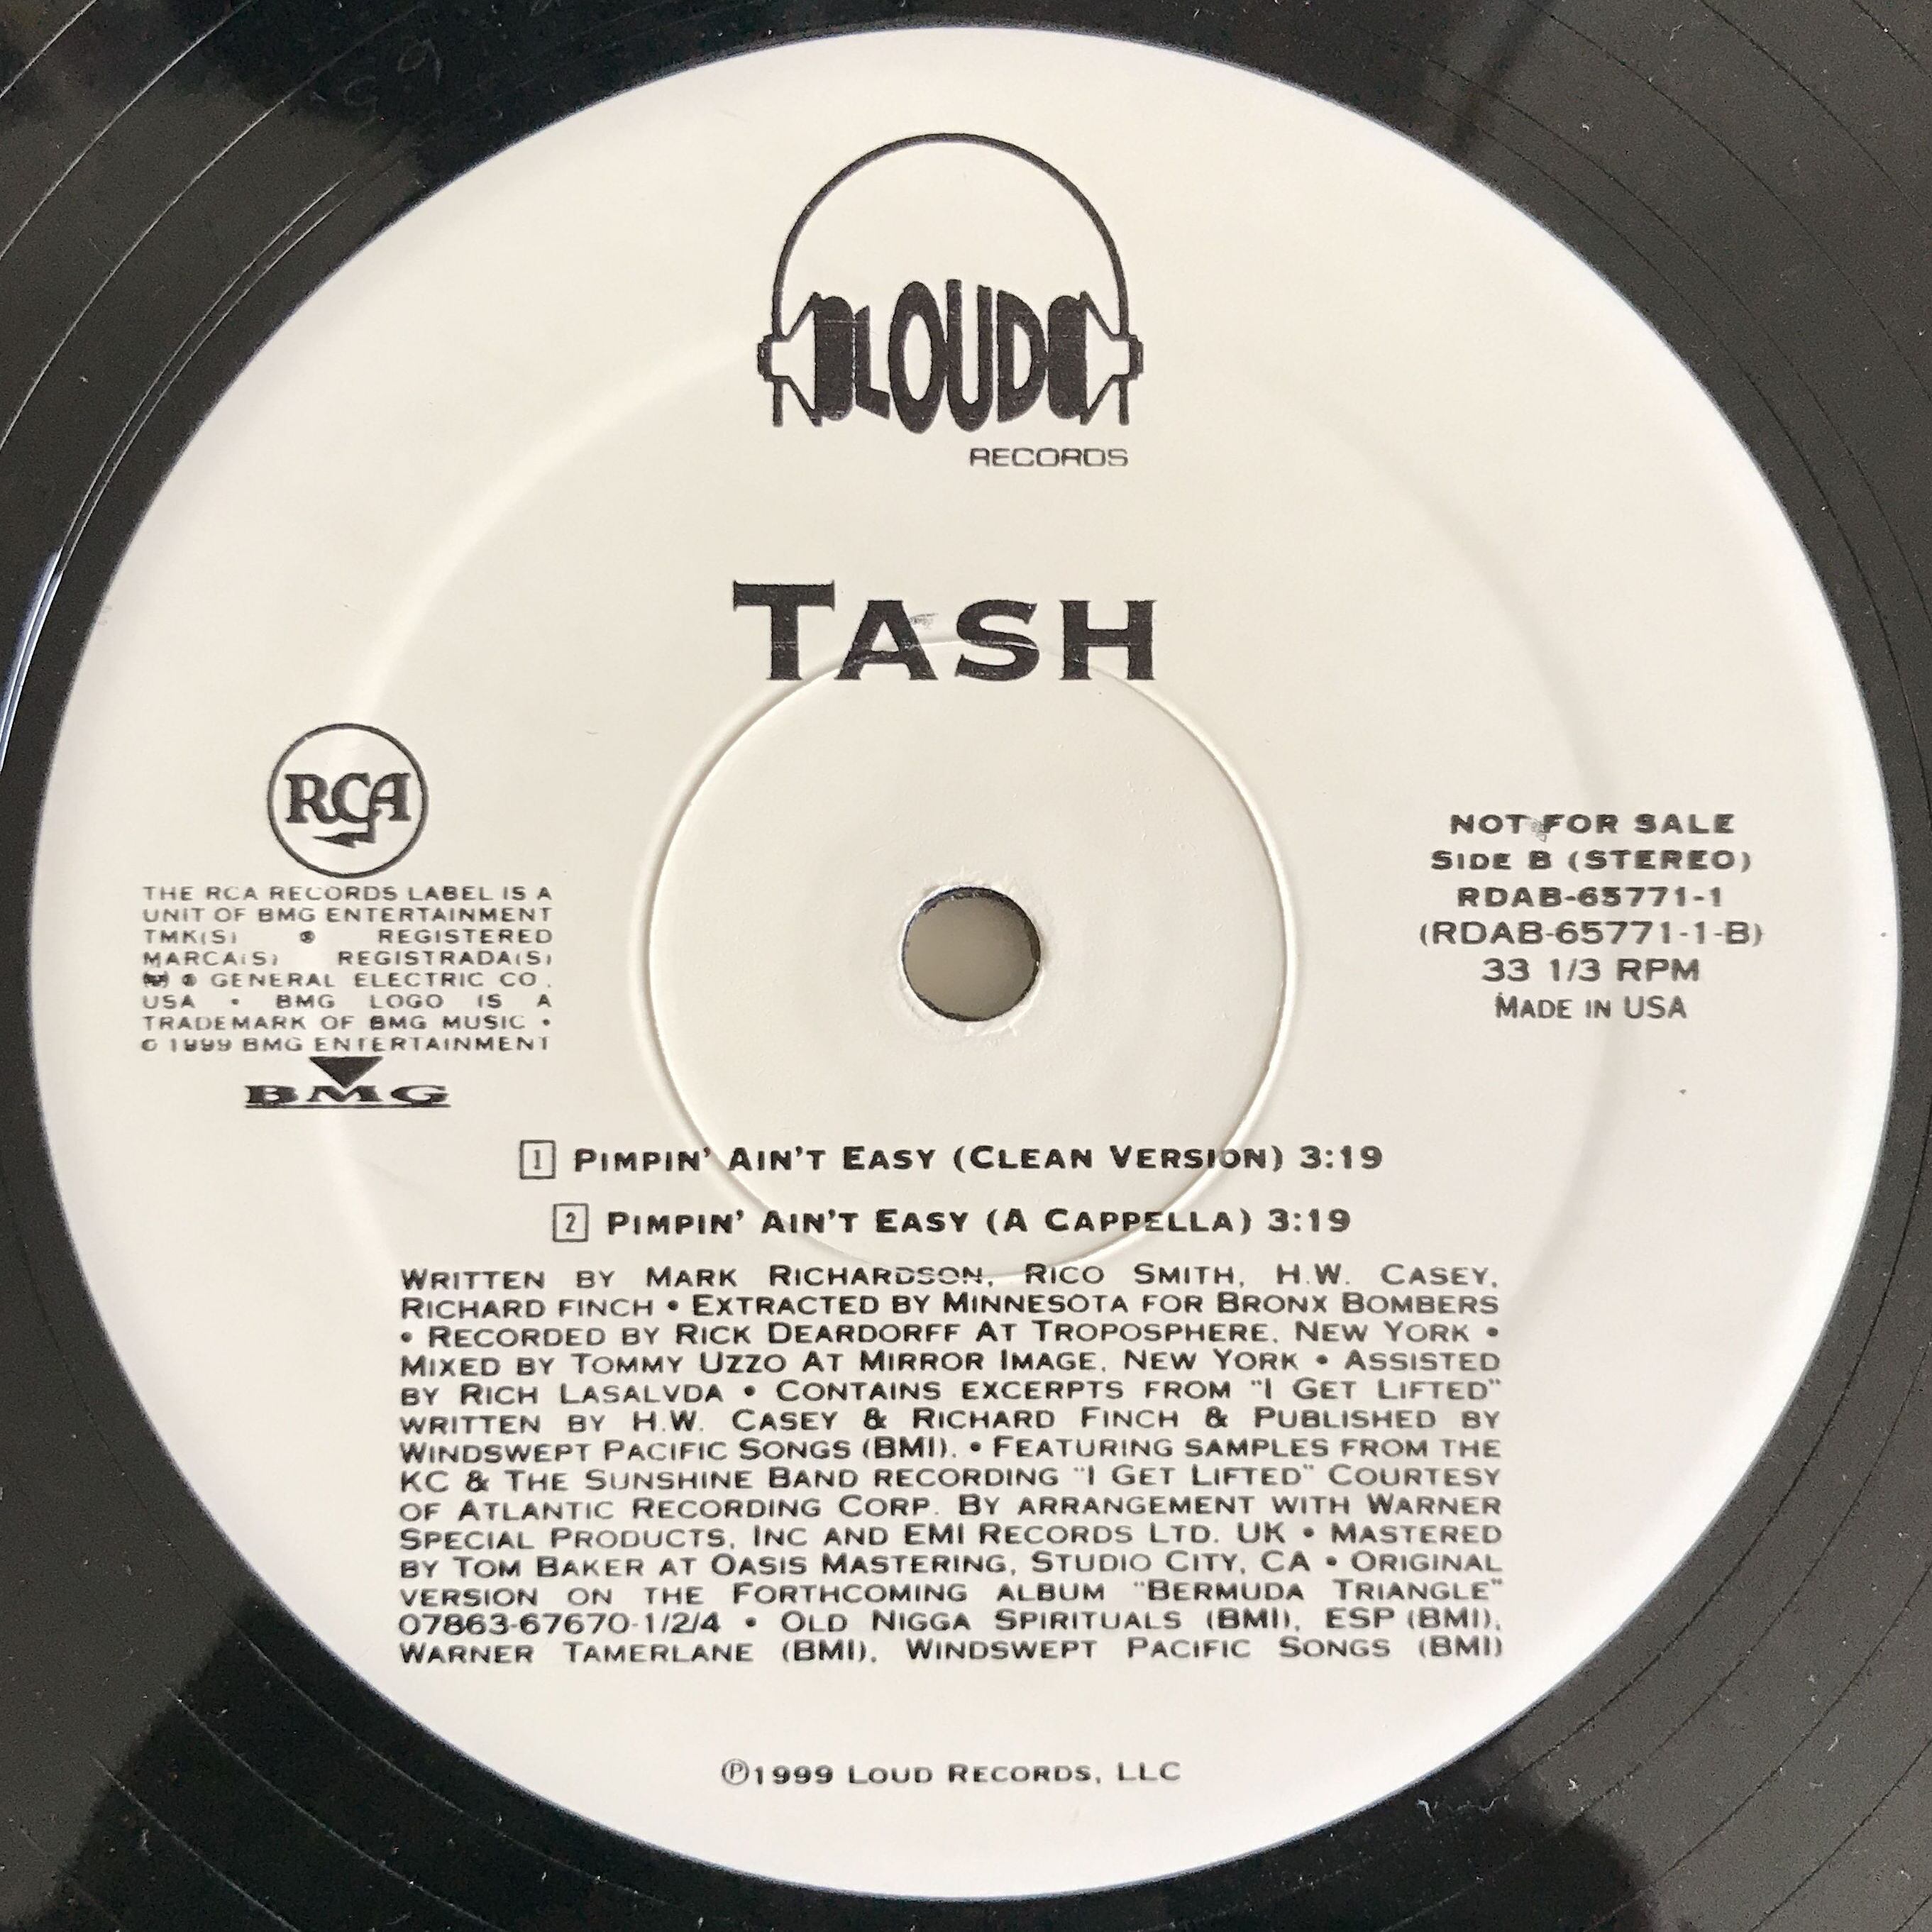 LOUD
RECORDS
TASH
RCA
THE RCA RECORDS LABEL IS A
UNIT OF BMG ENTERTAINMENT
TMK(S) ® REGISTERED
MARCA(S) REGISTRADA(S)
® GENERAL ELECTRIC CO.,
USA • BMG LOGO IS A
TRADEMARK OF BMG MUSIC •
© 1999 BMG ENTERTAINMENT
BMG
NOT FOR SALE
SIDE B (STEREO)
RDAB-65771-1
(RDAB-65771-1-B)
33 1/3 RPM
MADE IN USA
1 PIMPIN' AIN'T EASY (CLEAN VERSION) 3:19
2 PIMPIN' AIN'T EASY (A CAPPELLA) 3:19
WRITTEN BY MARK RICHARDSON, RICO SMITH, H.W. CASEY,
RICHARD FINCH • EXTRACTED BY MINNESOTA FOR BRONX BOMBERS
• RECORDED BY RICK DEARDORFF AT TROPOSPHERE, NEW YORK •
MIXED BY TOMMY UZZO AT MIRROR IMAGE, NEW YORK • ASSISTED
BY RICH LASALVDA • CONTAINS EXCERPTS FROM "I GET LIFTED"
WRITTEN BY H.W. CASEY & RICHARD FINCH & PUBLISHED BY
WINDSWEPT PACIFIC SONGS (BMI). • FEATURING SAMPLES FROM THE
KC & THE SUNSHINE BAND RECORDING "I GET LIFTED" COURTESY
OF ATLANTIC RECORDING CORP. BY ARRANGEMENT WITH WARNER
SPECIAL PRODUCTS, INC AND EMI RECORDS LTD. UK • MASTERED
BY TOM BAKER AT OASIS MASTERING, STUDIO CITY, CA • ORIGINAL
VERSION ON THE FORTHCOMING ALBUM "BERMUDA TRIANGLE"
07863-67670-1/2/4 • OLD NIGGA SPIRITUALS (BMI), ESP (BMI),
WARNER TAMERLANE (BMI), WINDSWEPT PACIFIC SONGS (BMI)
℗1999 LOUD RECORDS, LLC